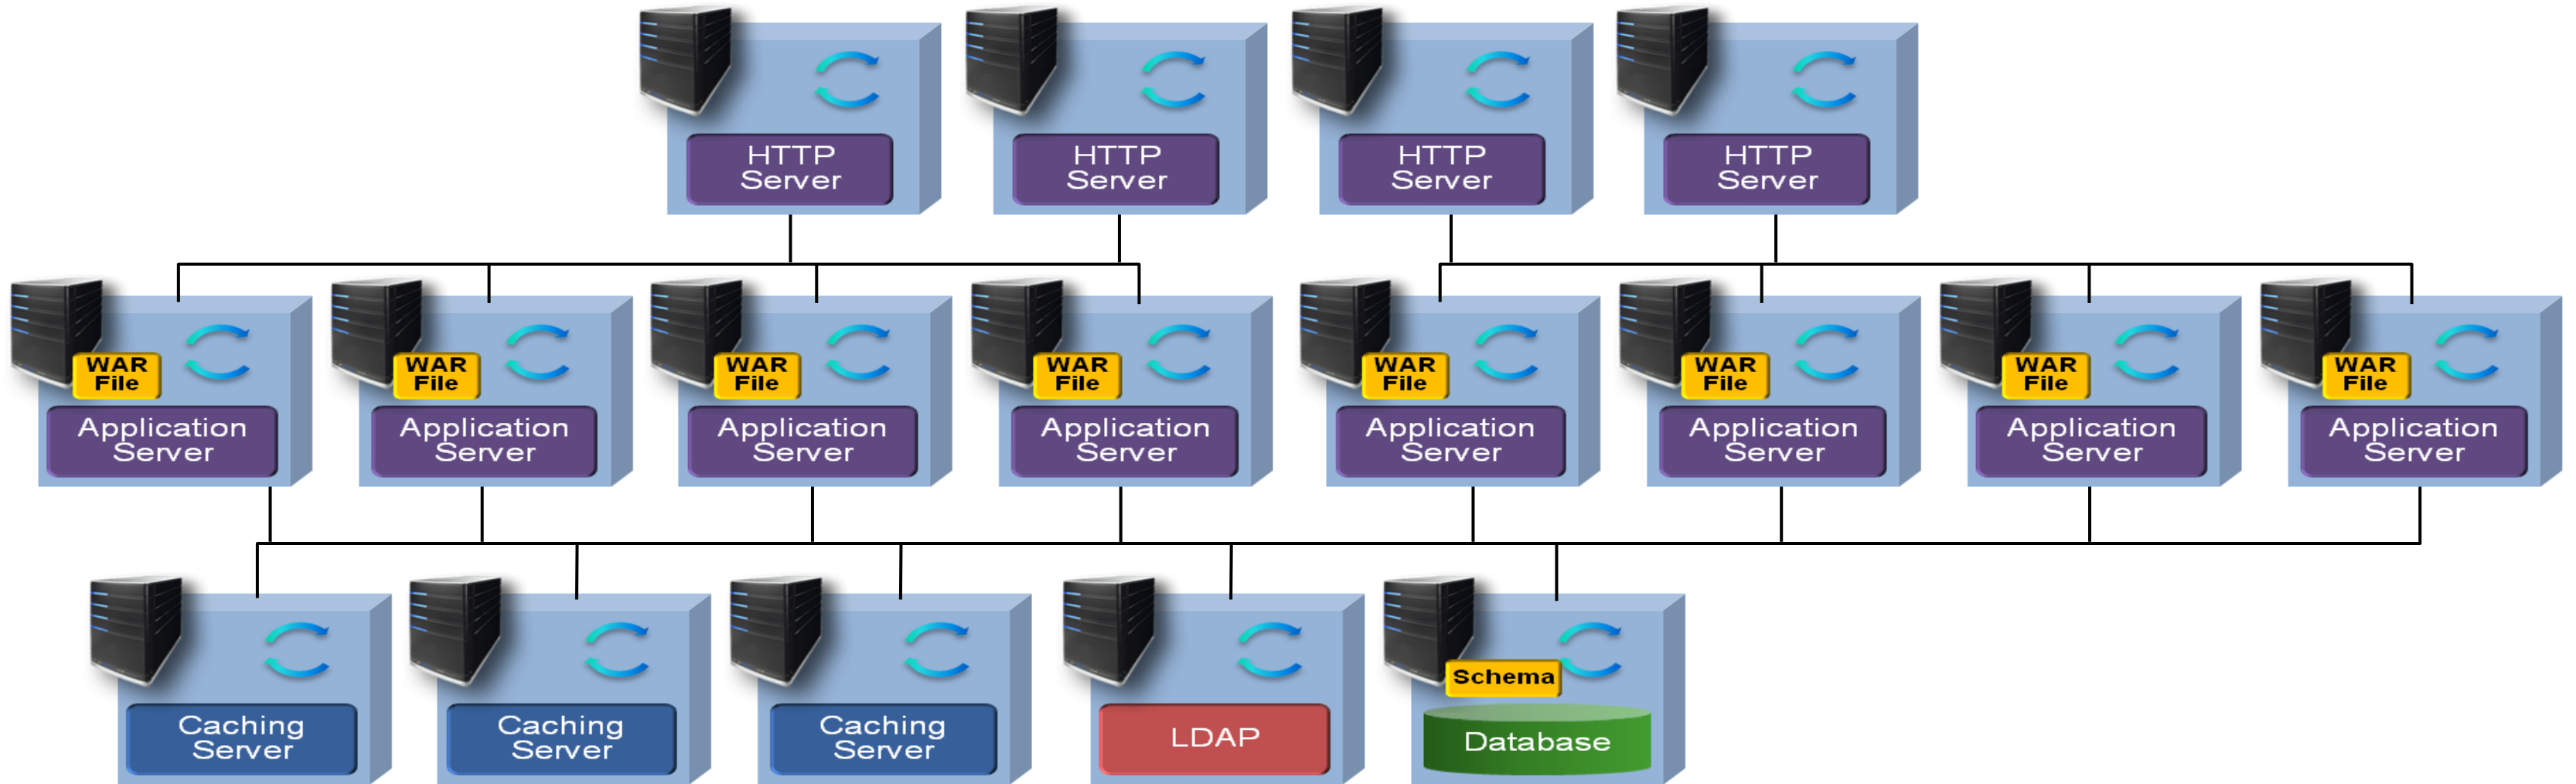 HTTP
Server
HTTP
Server
HTTP
Server
HTTP
Server
WAR
File
Application
Server
WAR
File
Application
Server
WAR
File
Application
Server
WAR
File
Application
Server
WAR
File
Application
Server
WAR
File
Application
Server
WAR
File
Application
Server
WAR
File
Application
Server
Caching
Server
Caching
Server
Caching
Server
LDAP
Schema
Database